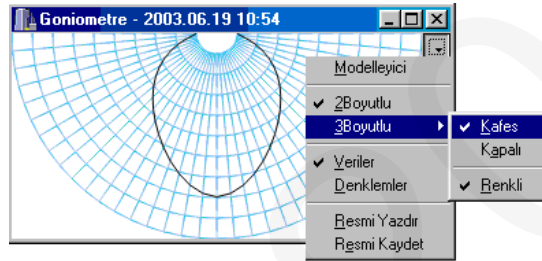 Goniometre - 2003.06.19 10:54
Modelleyici
2Boyutlu
3Boyutlu
Kafes
Kapalı
Veriler
Denklemler
Renkli
Resmi Yazdır
Resmi Kaydet